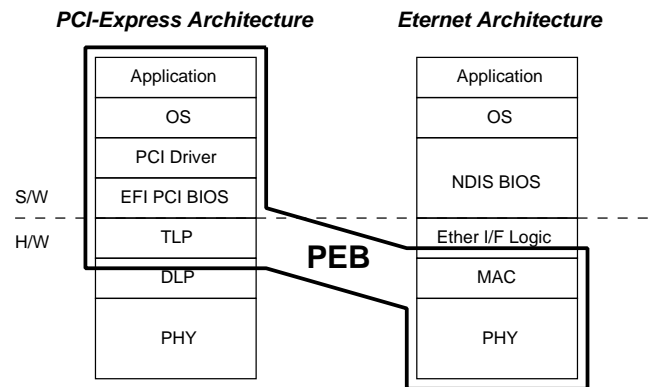 PCI-Express Architecture
Eternet Architecture
Application
OS
PCI Driver
EFI PCI BIOS
TLP
DLP
PHY
S/W
H/W
PEB
Application
OS
NDIS BIOS
Ether I/F Logic
MAC
PHY